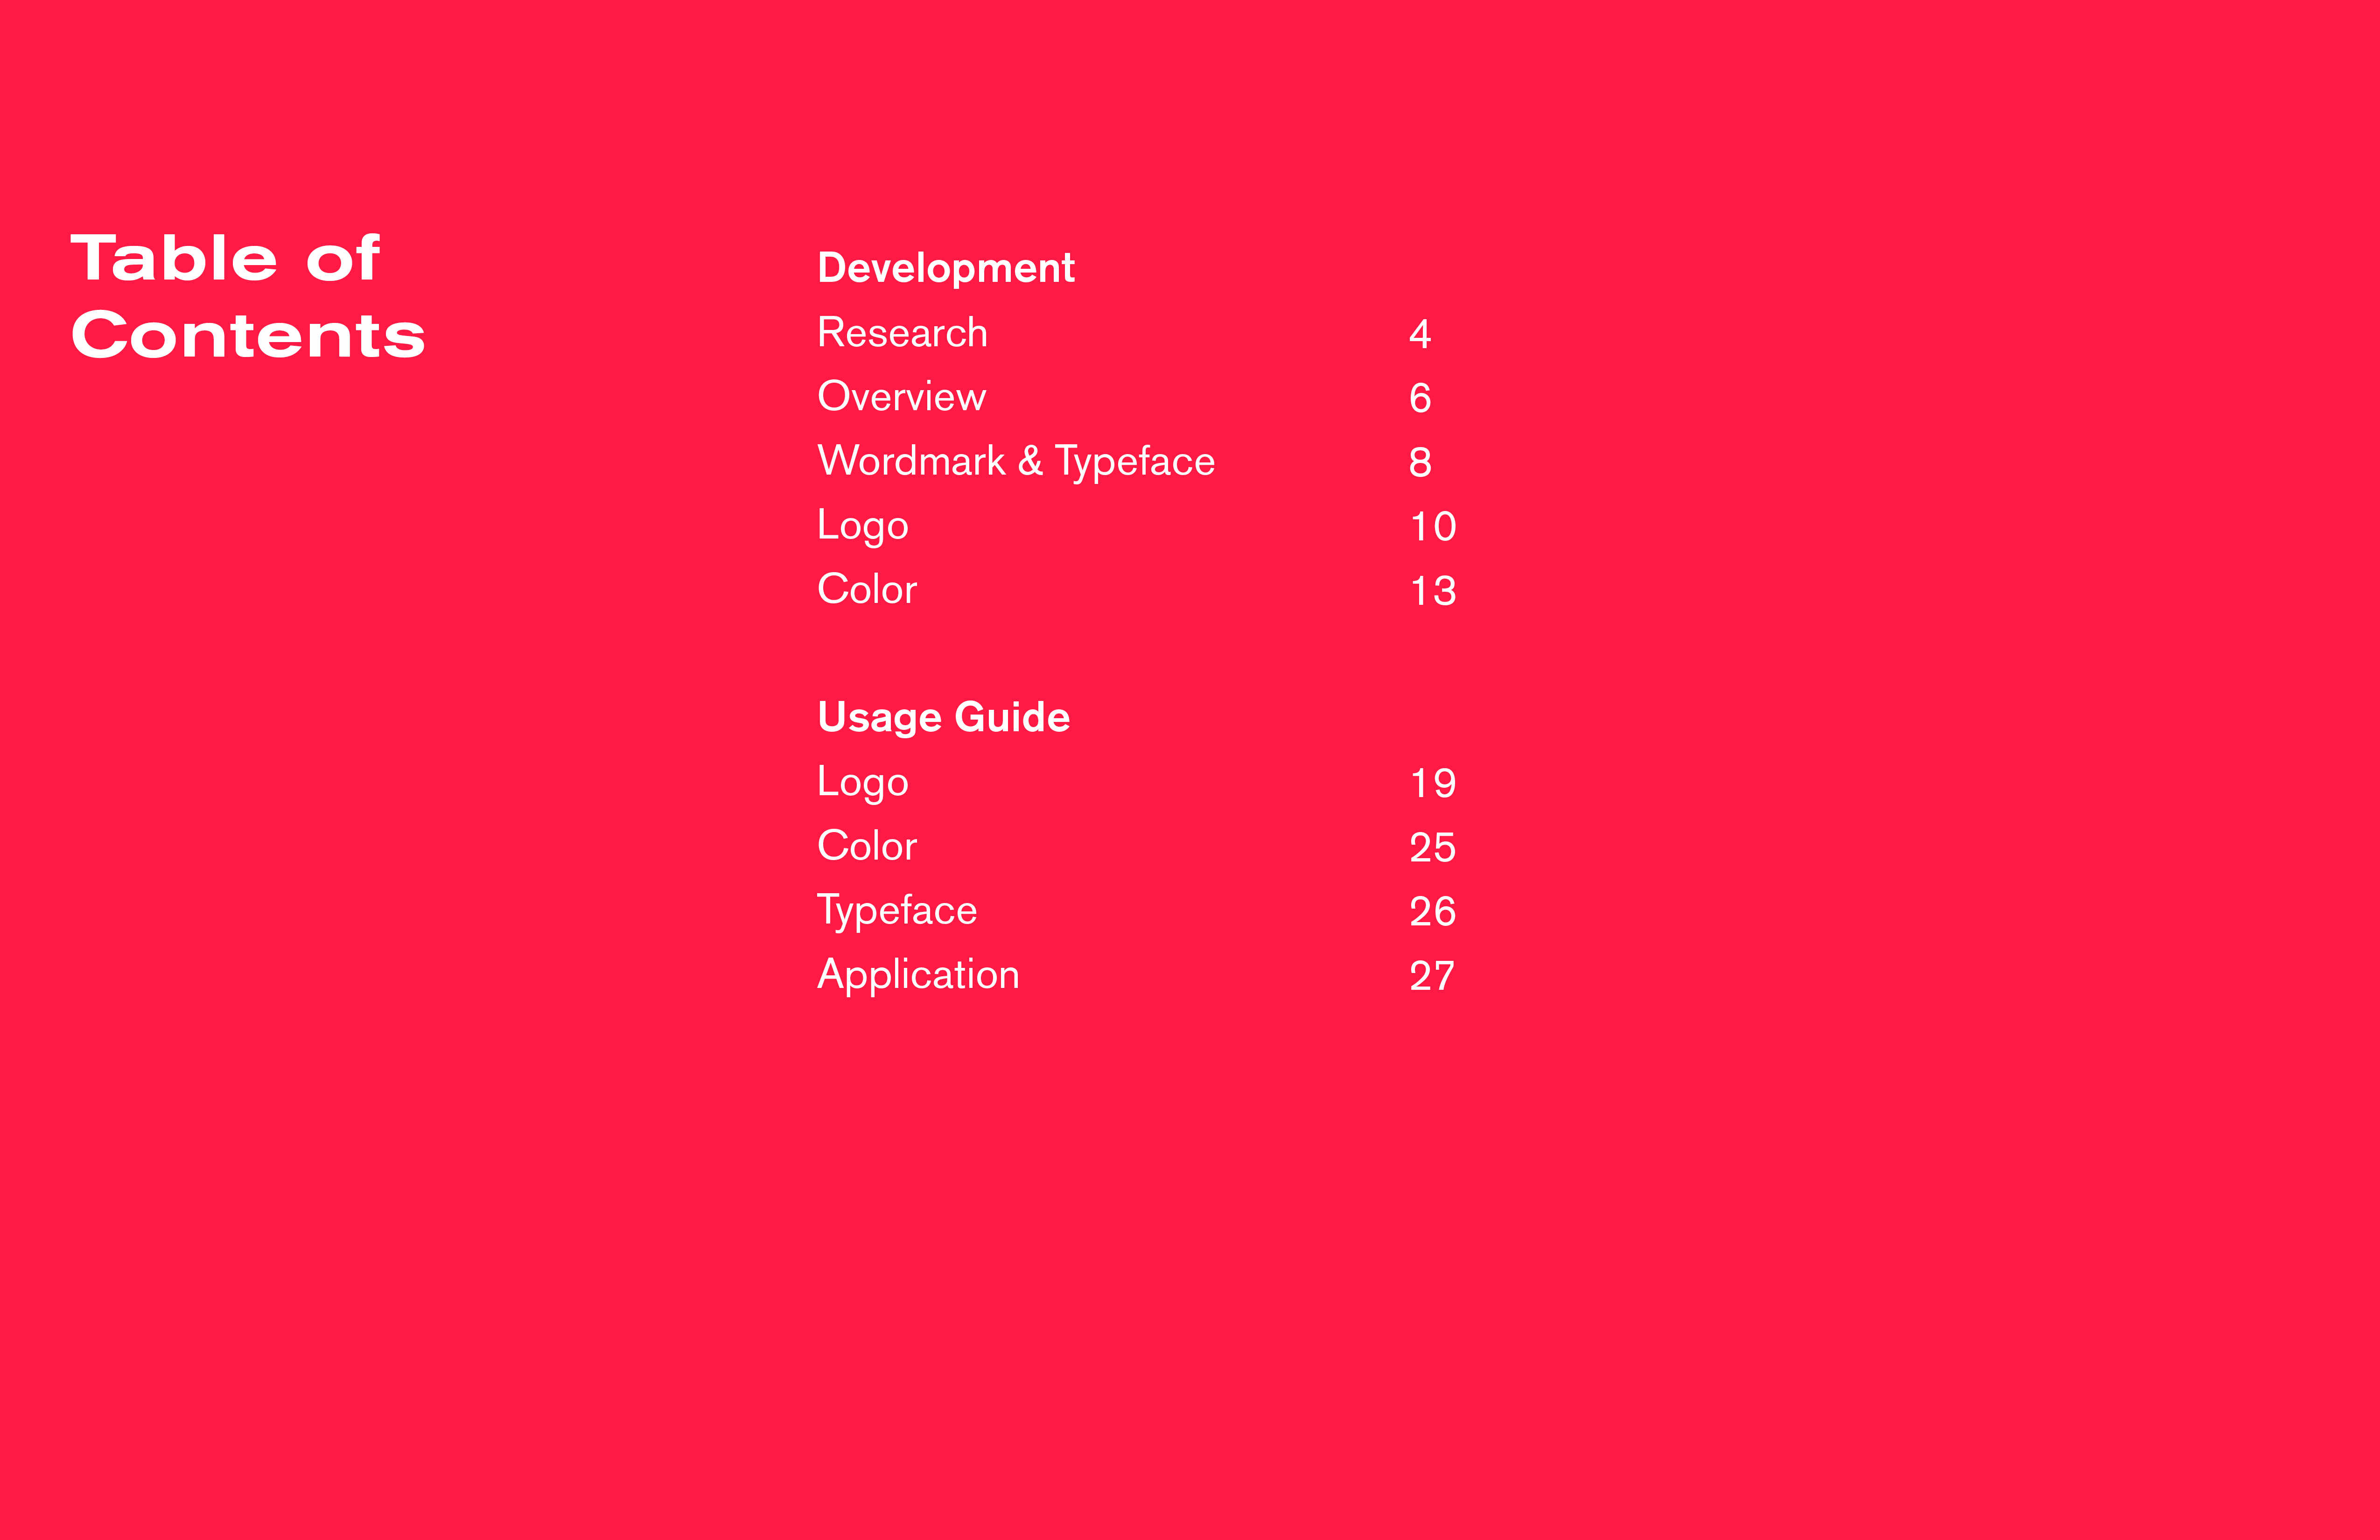 Table of
Contents
Development
Research 4
Overview 6
Wordmark & Typeface 8
Logo 10
Color 13
Usage Guide
Logo 19
Color 25
Typeface 26
Application 27